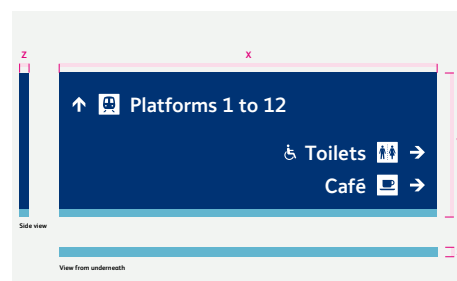 Z
X
Platforms 1 to 12
Toilets
Café
Side view
View from underneath